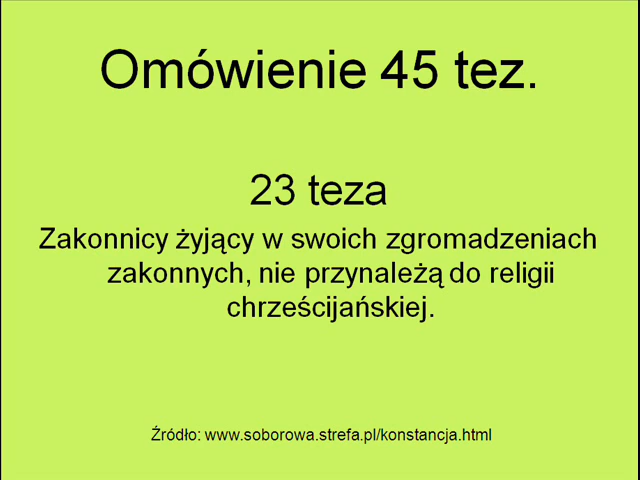 Omówienie 45 tez.
23 teza
Zakonnicy żyjący w swoich zgromadzeniach
zakonnych, nie przynależą do religii
chrześcijańskiej.
Źródło: www.soborowa.strefa.pl/konstancja.html